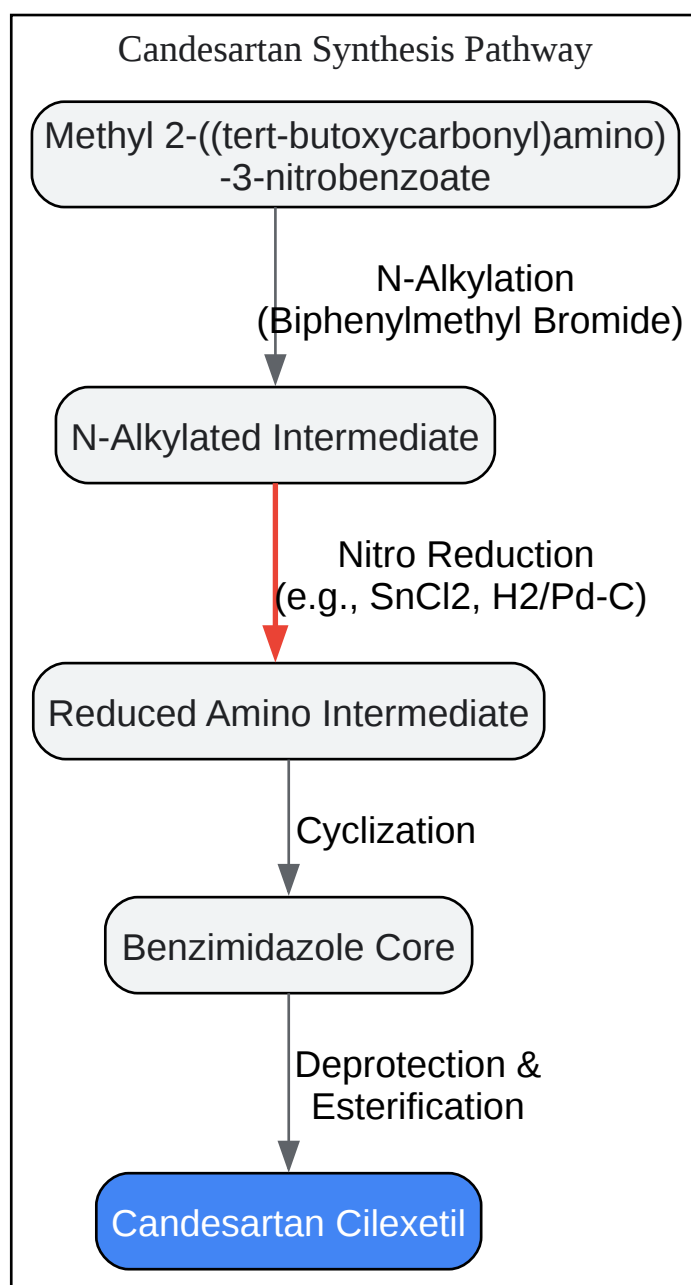 Candesartan Synthesis Pathway
Methyl 2-((tert-butoxycarbonyl)amino)
-3-nitrobenzoate
N-Alkylation
(Biphenylmethyl Bromide)
N-Alkylated Intermediate
Nitro Reduction
(e.g., SnCl2, H2/Pd-C)
Reduced Amino Intermediate
Cyclization
Benzimidazole Core
Deprotection &
Esterification
Candesartan Cilexetil